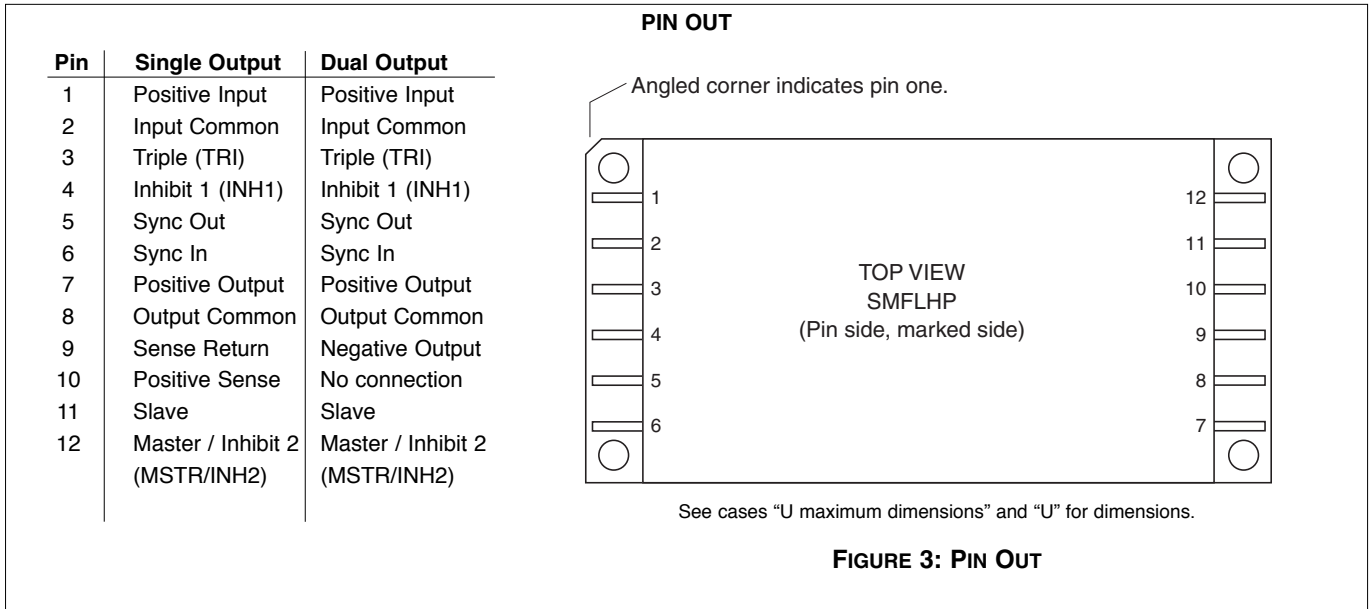 PIN OUT
Pin Single Output Dual Output
1 Positive Input Positive Input
2 Input Common Input Common
3 Triple (TRI) Triple (TRI)
4 Inhibit 1 (INH1) Inhibit 1 (INH1)
5 Sync Out Sync Out
6 Sync In Sync In
7 Positive Output Positive Output
8 Output Common Output Common
9 Sense Return Negative Output
10 Positive Sense No connection
11 Slave Slave
12 Master / Inhibit 2 Master / Inhibit 2
(MSTR/INH2) (MSTR/INH2)
Angled corner indicates pin one.
1 12
2 11
TOP VIEW
3 10
SMFLHP
(Pin side, marked side)
4 9
5 8
6 7
See cases “U maximum dimensions” and “U” for dimensions.
FIGURE 3: PIN OUT